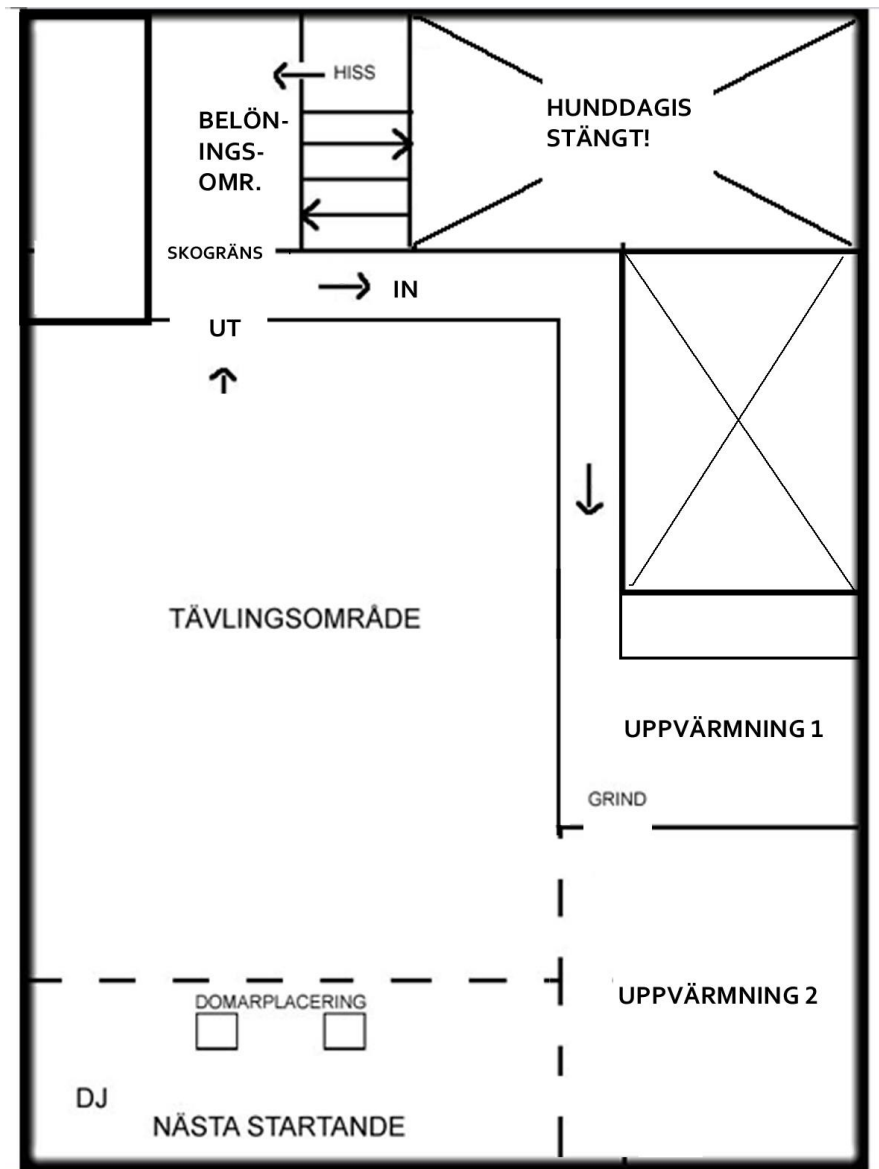 HISS
BELÖN-
INGS-
OMR.
HUNDDAGIS
STÄNGT!
SKOGRÄNS
IN
UT
TÄVLINGSOMRÅDE
UPPVÄRMNING 1
GRIND
UPPVÄRMNING 2
DOMARPLACERING
DJ
NÄSTA STARTANDE